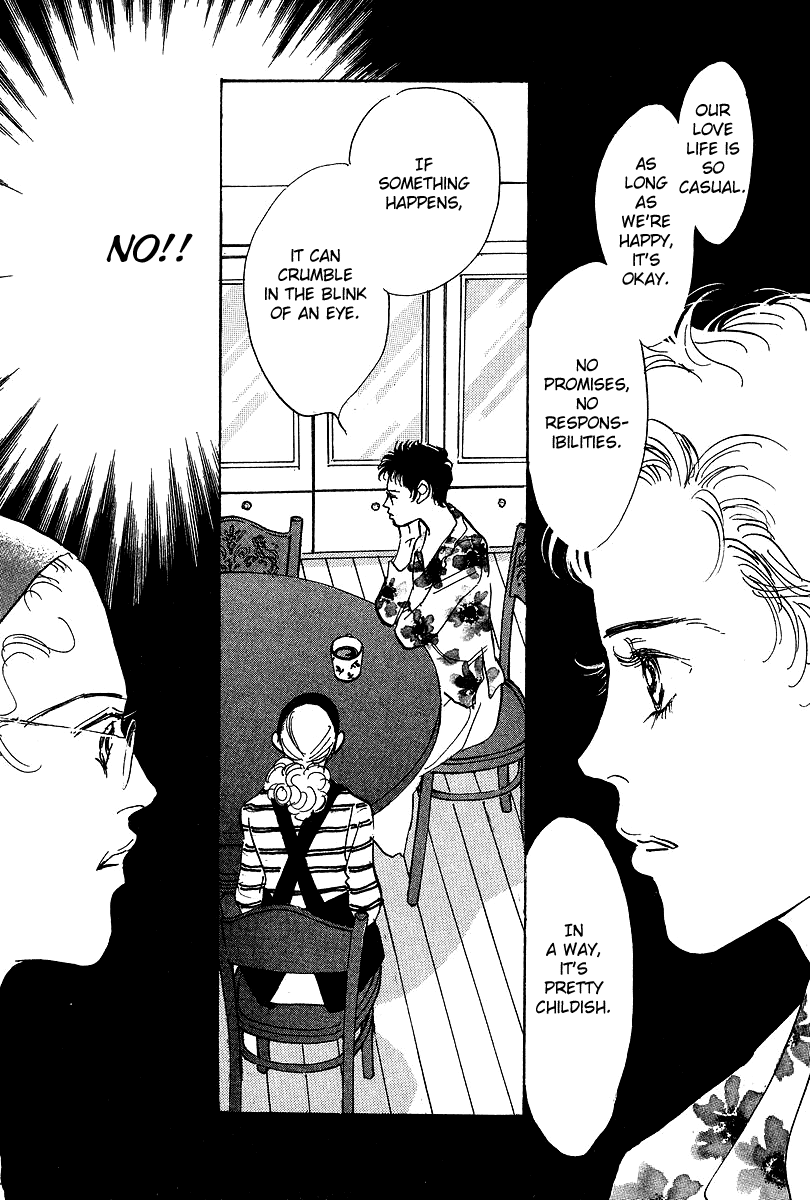 OUR
LOVE
LIFE IS
SO
CASUAL.
AS
LONG
AS
WE'RE
HAPPY,
IT'S
OKAY.
NO
PROMISES,
NO
RESPONS-
IBILITIES.
IN
A WAY,
IT'S
PRETTY
CHILDISH.
IF
SOMETHING
HAPPENS,
IT CAN
CRUMBLE
IN THE BLINK
OF AN EYE.
NO!!